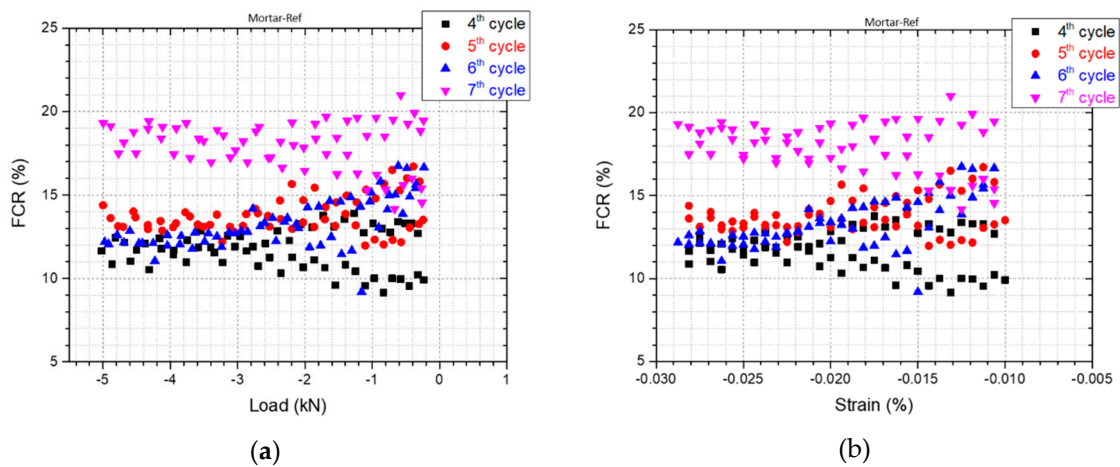 Mortar-Ref
4th cycle
5th cycle
6th cycle
7th cycle
25
20
15
10
5
FCR (%)
-5 -4 -3 -2 -1 0 1
Load (kN)
(a)
Mortar-Ref
4th cycle
5th cycle
6th cycle
7th cycle
25
20
15
10
5
FCR (%)
-0.030 -0.025 -0.020 -0.015 -0.010 -0.005
Strain (%)
(b)